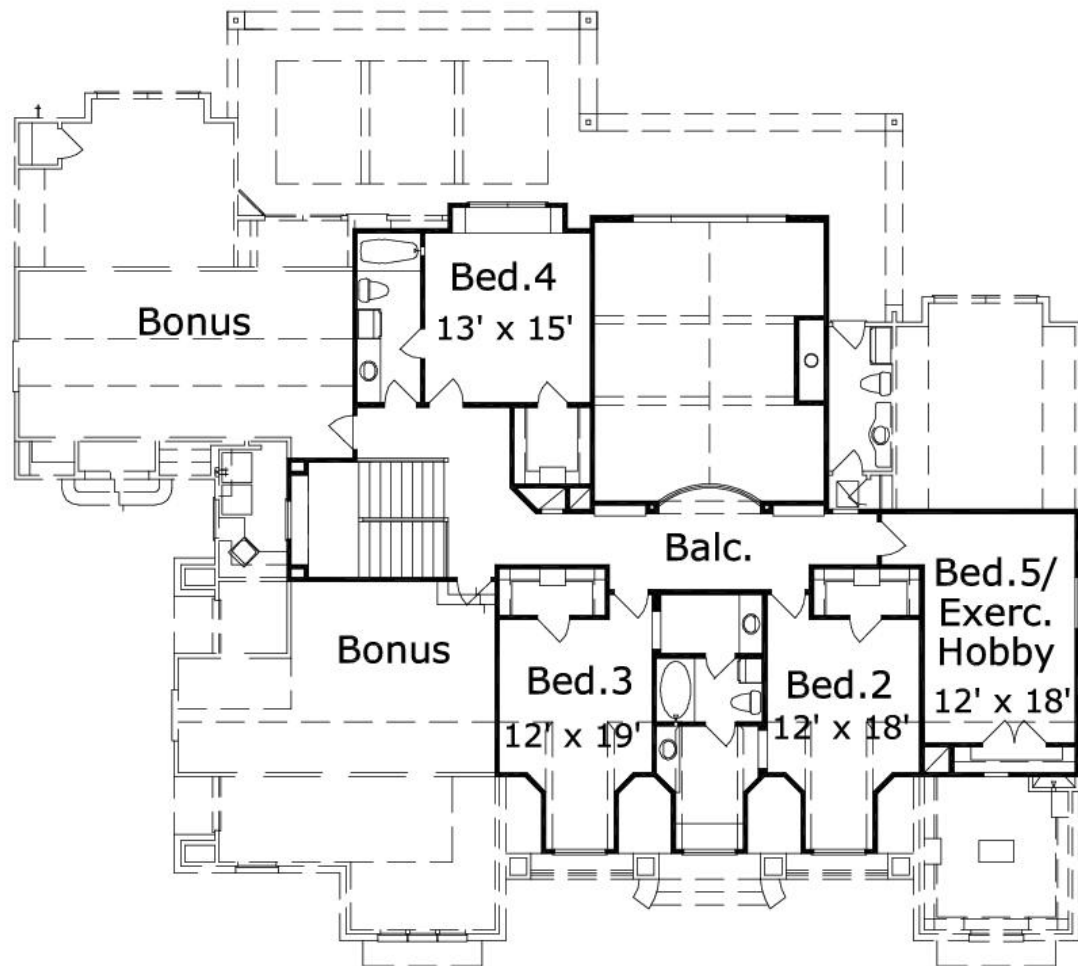 Bed.4
13' x 15'
Bonus
Balc.
Bed.5/
Exerc.
Hobby
12' x 18'
Bonus
Bed.3
12' x 19'
Bed.2
12' x 18'